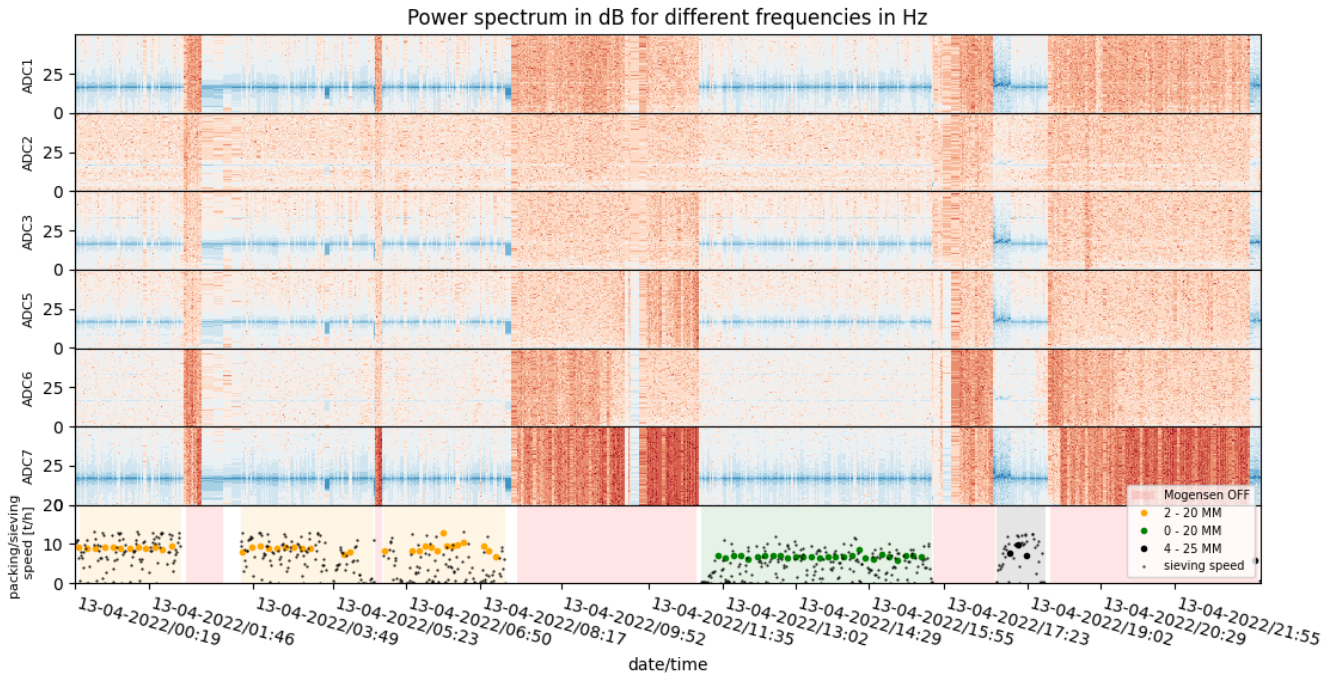 Power spectrum in dB for different frequencies in Hz
ADC1
25
0
ADC2
25
0
ADC3
25
0
ADC5
25
0
ADC6
25
0
ADC7
25
0
packing/sieving
speed [t/h]
20
10
0
Mogensen OFF
2 - 20 MM
0 - 20 MM
4 - 25 MM
sieving speed
13-04-2022/00:19
13-04-2022/01:46
13-04-2022/03:49
13-04-2022/05:23
13-04-2022/06:50
13-04-2022/08:17
13-04-2022/09:52
13-04-2022/11:35
13-04-2022/13:02
13-04-2022/14:29
13-04-2022/15:55
13-04-2022/17:23
13-04-2022/19:02
13-04-2022/20:29
13-04-2022/21:55
date/time